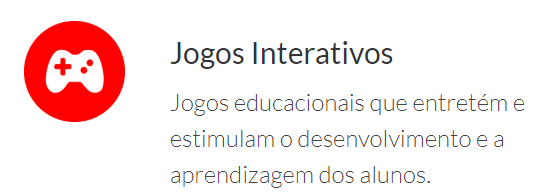 Jogos Interativos
Jogos educacionais que entretém e
estimulam o desenvolvimento e a
aprendizagem dos alunos.